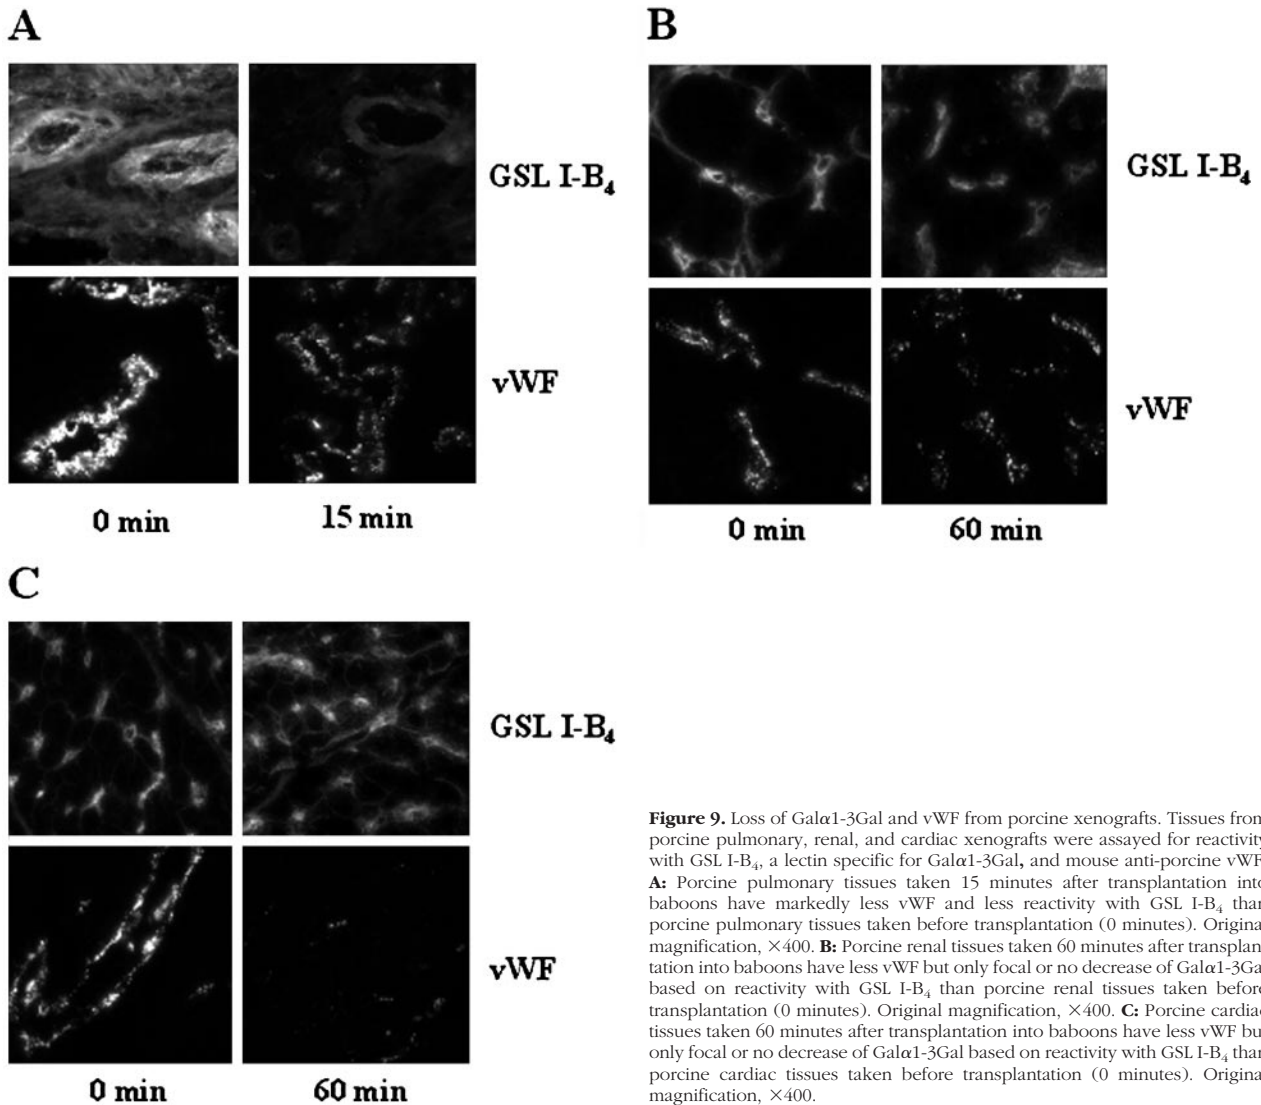 A
B
GSL I-B4
GSL I-B4
vWF
vWF
0 min
15 min
0 min
60 min
C
GSL I-B4
vWF
0 min
60 min
Figure 9. Loss of Galα1-3Gal and vWF from porcine xenografts. Tissues from
porcine pulmonary, renal, and cardiac xenografts were assayed for reactivity
with GSL I-B4, a lectin specific for Galα1-3Gal, and mouse anti-porcine vWF
A: Porcine pulmonary tissues taken 15 minutes after transplantation into
baboons have markedly less vWF and less reactivity with GSL I-B4 than
porcine pulmonary tissues taken before transplantation (0 minutes). Origina
magnification, ×400. B: Porcine renal tissues taken 60 minutes after transplan
tation into baboons have less vWF but only focal or no decrease of Galα1-3Ga
based on reactivity with GSL I-B4 than porcine renal tissues taken before
transplantation (0 minutes). Original magnification, ×400. C: Porcine cardia
tissues taken 60 minutes after transplantation into baboons have less vWF bu
only focal or no decrease of Galα1-3Gal based on reactivity with GSL I-B4 than
porcine cardiac tissues taken before transplantation (0 minutes). Origina
magnification, ×400.